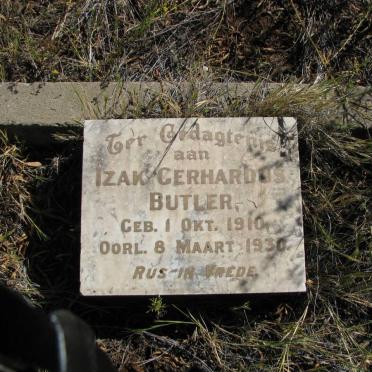 Ter Gedagtenis
aan
IZAK GERHARDUS
BUTLER,
GEB. 1 OKT. 1910,
OORL. 8 MAART 1930.
RUS IN VREDE.